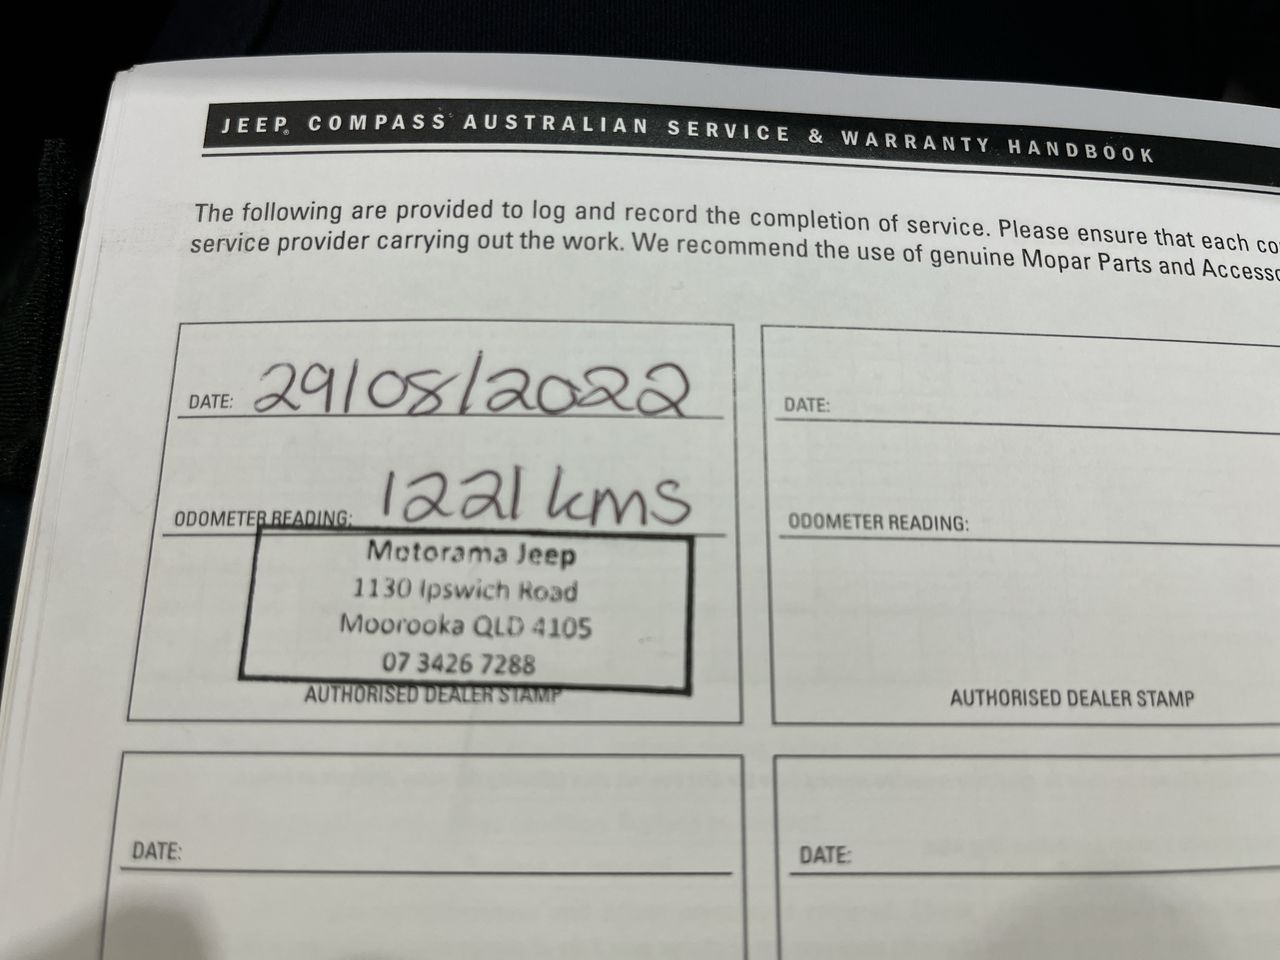 JEEP® COMPASS AUSTRALIAN SERVICE & WARRANTY HANDBOOK
The following are provided to log and record the completion of service. Please ensure that each
service provider carrying out the work. We recommend the use of genuine Mopar Parts and
DATE: 29/08/2022
ODOMETER READING: 1221 kms
Motorama Jeep
1130 Ipswich Road
Moorooka QLD 4105
07 3426 7288
AUTHORISED DEALER STAMP
DATE:
ODOMETER READING:
AUTHORISED DEALER STAMP
DATE:
DATE: